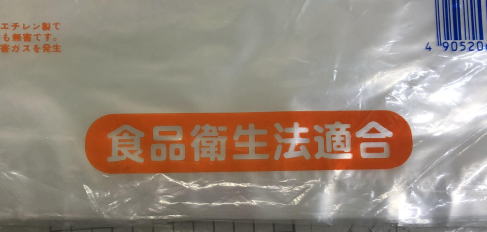 エチレン製で
も無害です。
害ガスを発生
4 90520
食品衛生法適合